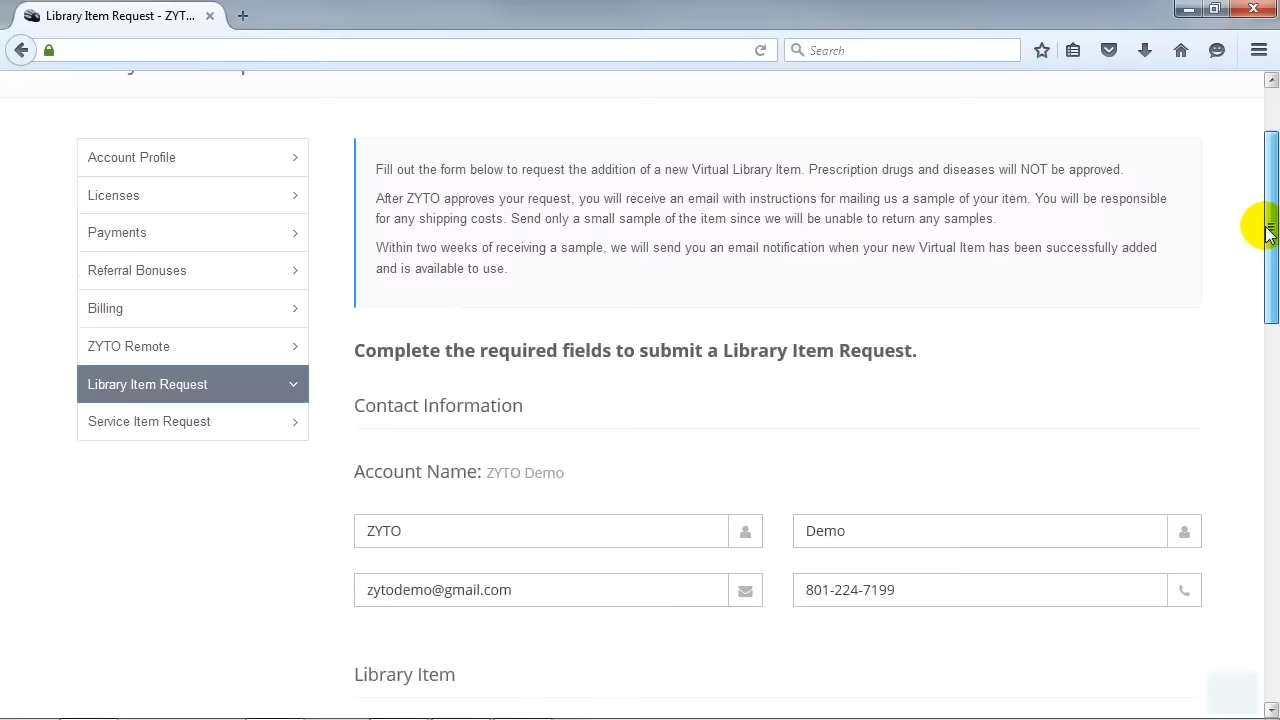 Library Item Request - ZYT...
Search
Account Profile
Licenses
Payments
Referral Bonuses
Billing
ZYTO Remote
Library Item Request
Service Item Request
Fill out the form below to request the addition of a new Virtual Library Item. Prescription drugs and diseases will NOT be approved.
After ZYTO approves your request, you will receive an email with instructions for mailing us a sample of your item. You will be responsible
for any shipping costs. Send only a small sample of the item since we will be unable to return any samples.
Within two weeks of receiving a sample, we will send you an email notification when your new Virtual Item has been successfully added
and is available to use.
Complete the required fields to submit a Library Item Request.
Contact Information
Account Name: ZYTO Demo
ZYTO
Demo
zytodemo@gmail.com
801-224-7199
Library Item